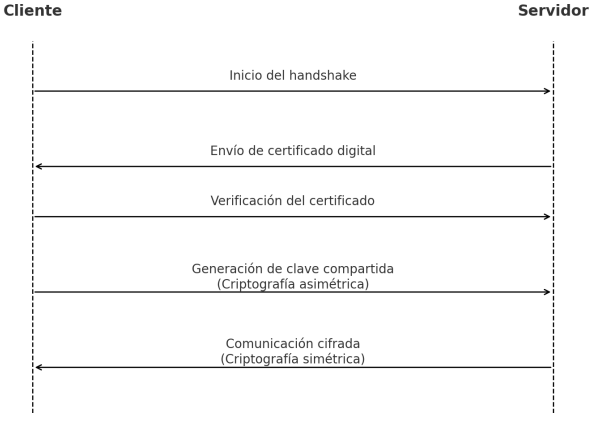 Cliente
Servidor
Inicio del handshake
Envío de certificado digital
Verificación del certificado
Generación de clave compartida
(Criptografía asimétrica)
Comunicación cifrada
(Criptografía simétrica)